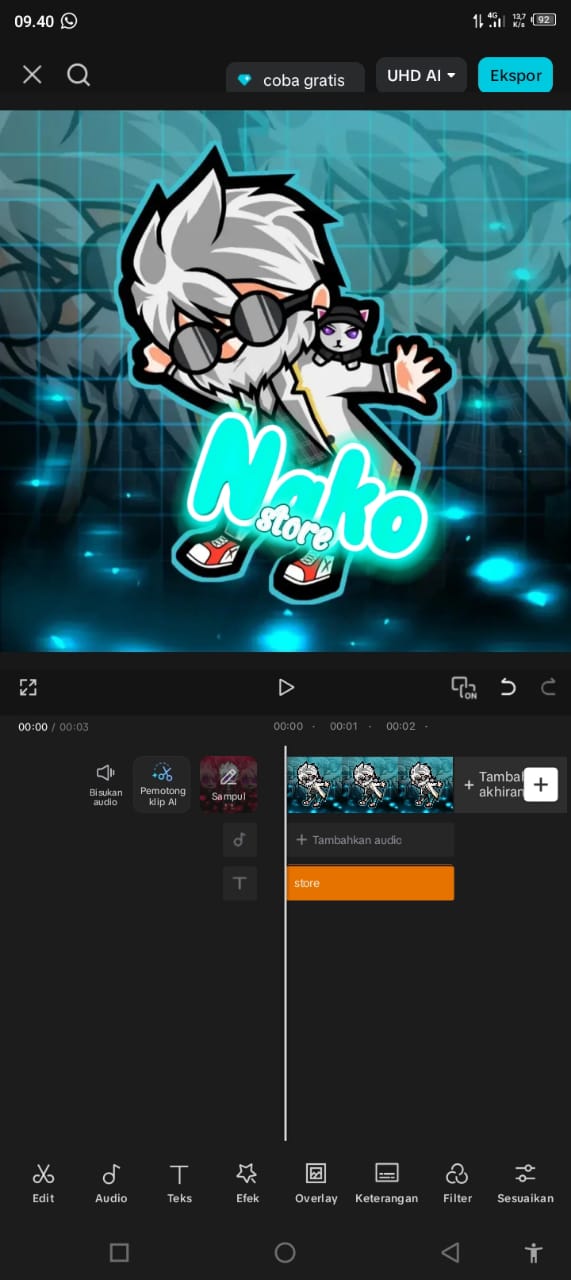 09.40
4G
13,7
K/s
92
coba gratis
UHD AI
Ekspor
Nako
store
ON
00:00 / 00:03
00:00
00:01
00:02
Bisukan
audio
Pemotong
klip AI
Sampul
+ Tambah
akhiran
+
+ Tambahkan audio
T
store
Edit
Audio
Teks
Efek
Overlay
Keterangan
Filter
Sesuaikan